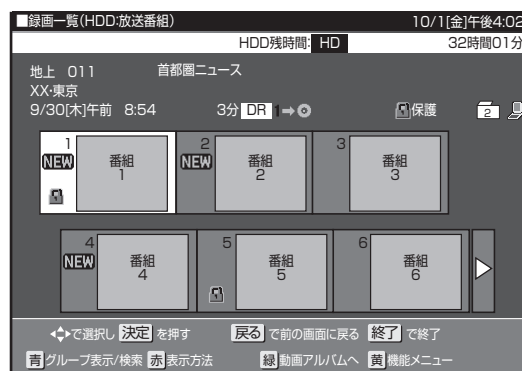 ■録画一覧(HDD:放送番組) 10/1[金]午後4:02
HDD残時間: HD 32時間01分
地上 011 首都圏ニュース
XX・東京
9/30[木]午前 8:54 3分 DR 1➡ 保護 2
1 NEW 番組 1
2 NEW 番組 2
3 番組 3
4 NEW 番組 4
5 番組 5
6 番組 6
で選択し 決定 を押す 戻る で前の画面に戻る 終了 で終了
青 グループ表示/検索 赤 表示方法 緑 動画アルバムへ 黄 機能メニュー